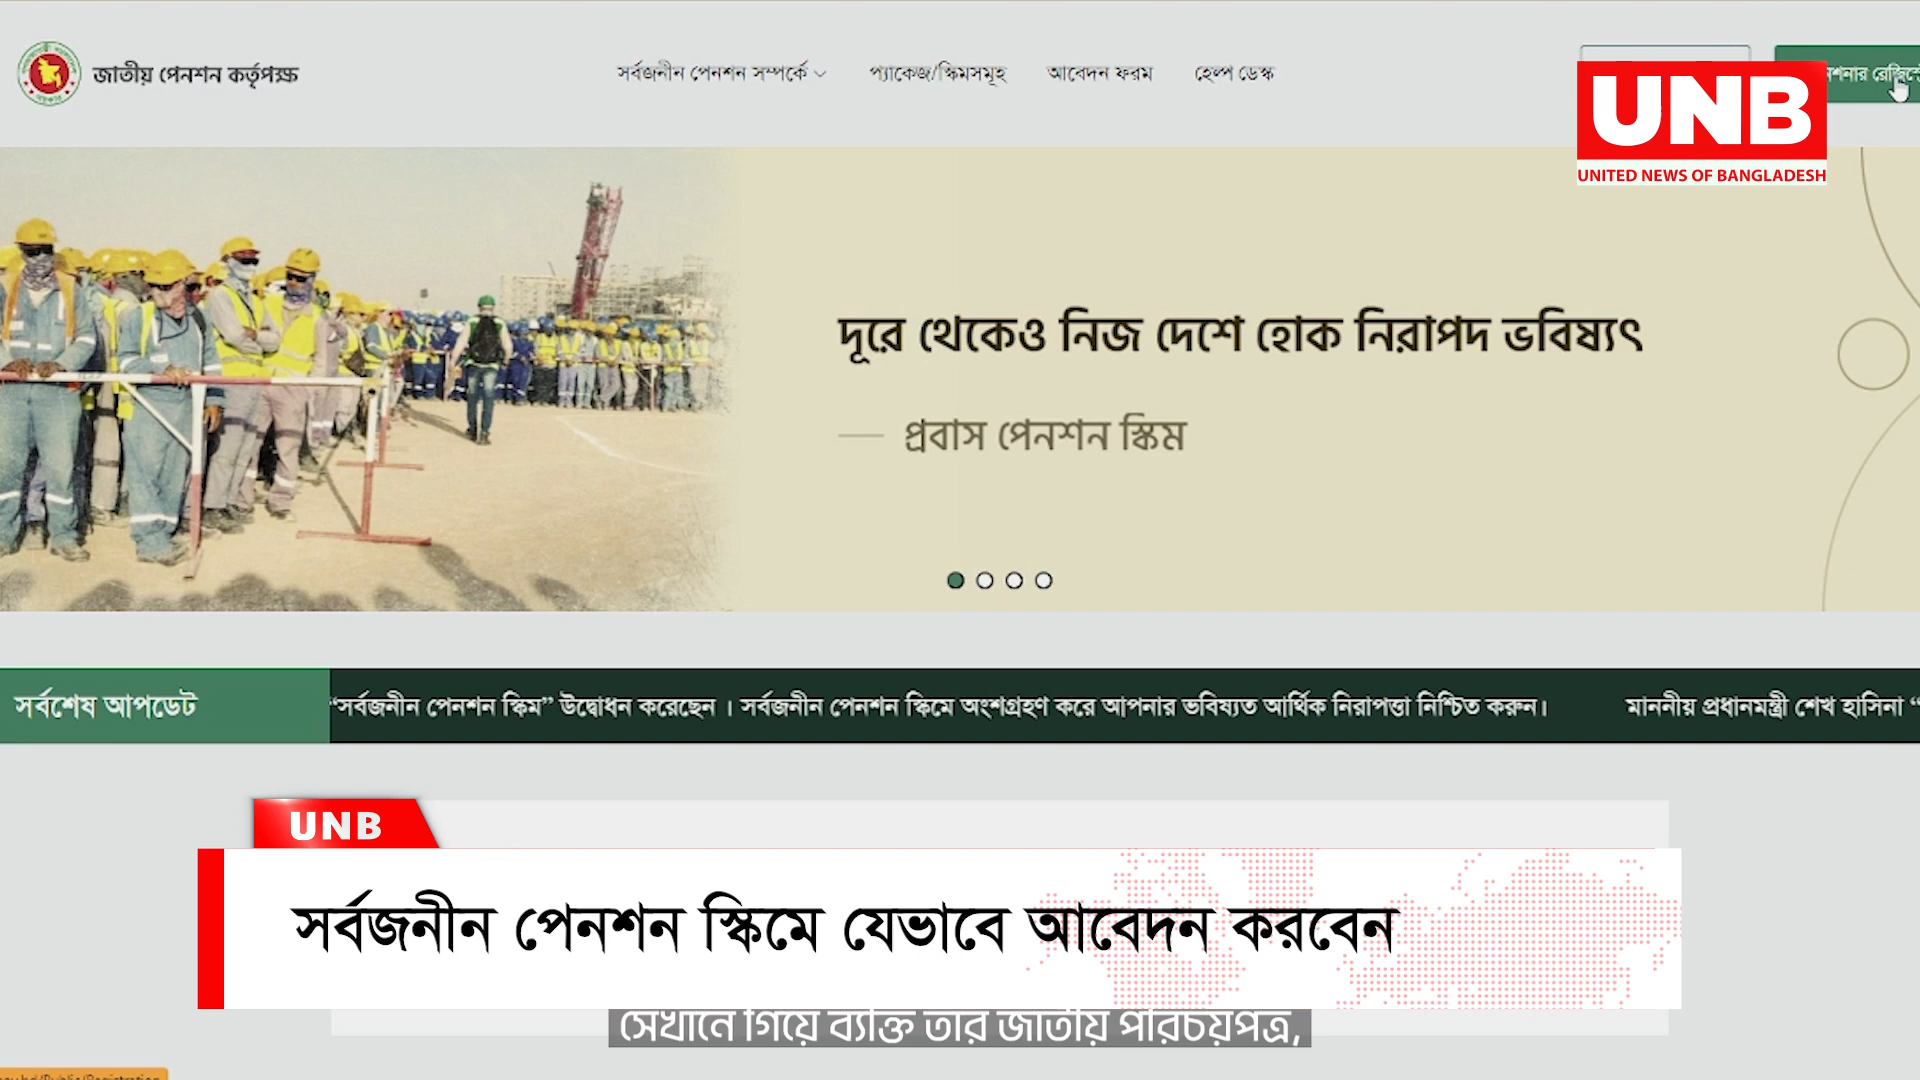 জাতীয় পেনশন কর্তৃপক্ষ
সর্বজনীন পেনশন সম্পর্কে
প্যাকেজ/স্কিমসমূহ
আবেদন ফরম
হেল্প ডেস্ক
UNB
UNITED NEWS OF BANGLADESH
দূরে থেকেও নিজ দেশে হোক নিরাপদ ভবিষ্যৎ
— প্রবাস পেনশন স্কিম
সর্বশেষ আপডেট
“সর্বজনীন পেনশন স্কিম” উদ্বোধন করেছেন । সর্বজনীন পেনশন স্কিমে অংশগ্রহণ করে আপনার ভবিষ্যত আর্থিক নিরাপত্তা নিশ্চিত করুন।
মাননীয় প্রধানমন্ত্রী শেখ হাসিনা “
UNB
সর্বজনীন পেনশন স্কিমে যেভাবে আবেদন করবেন
সেখানে গিয়ে ব্যক্তি তার জাতীয় পরিচয়পত্র,